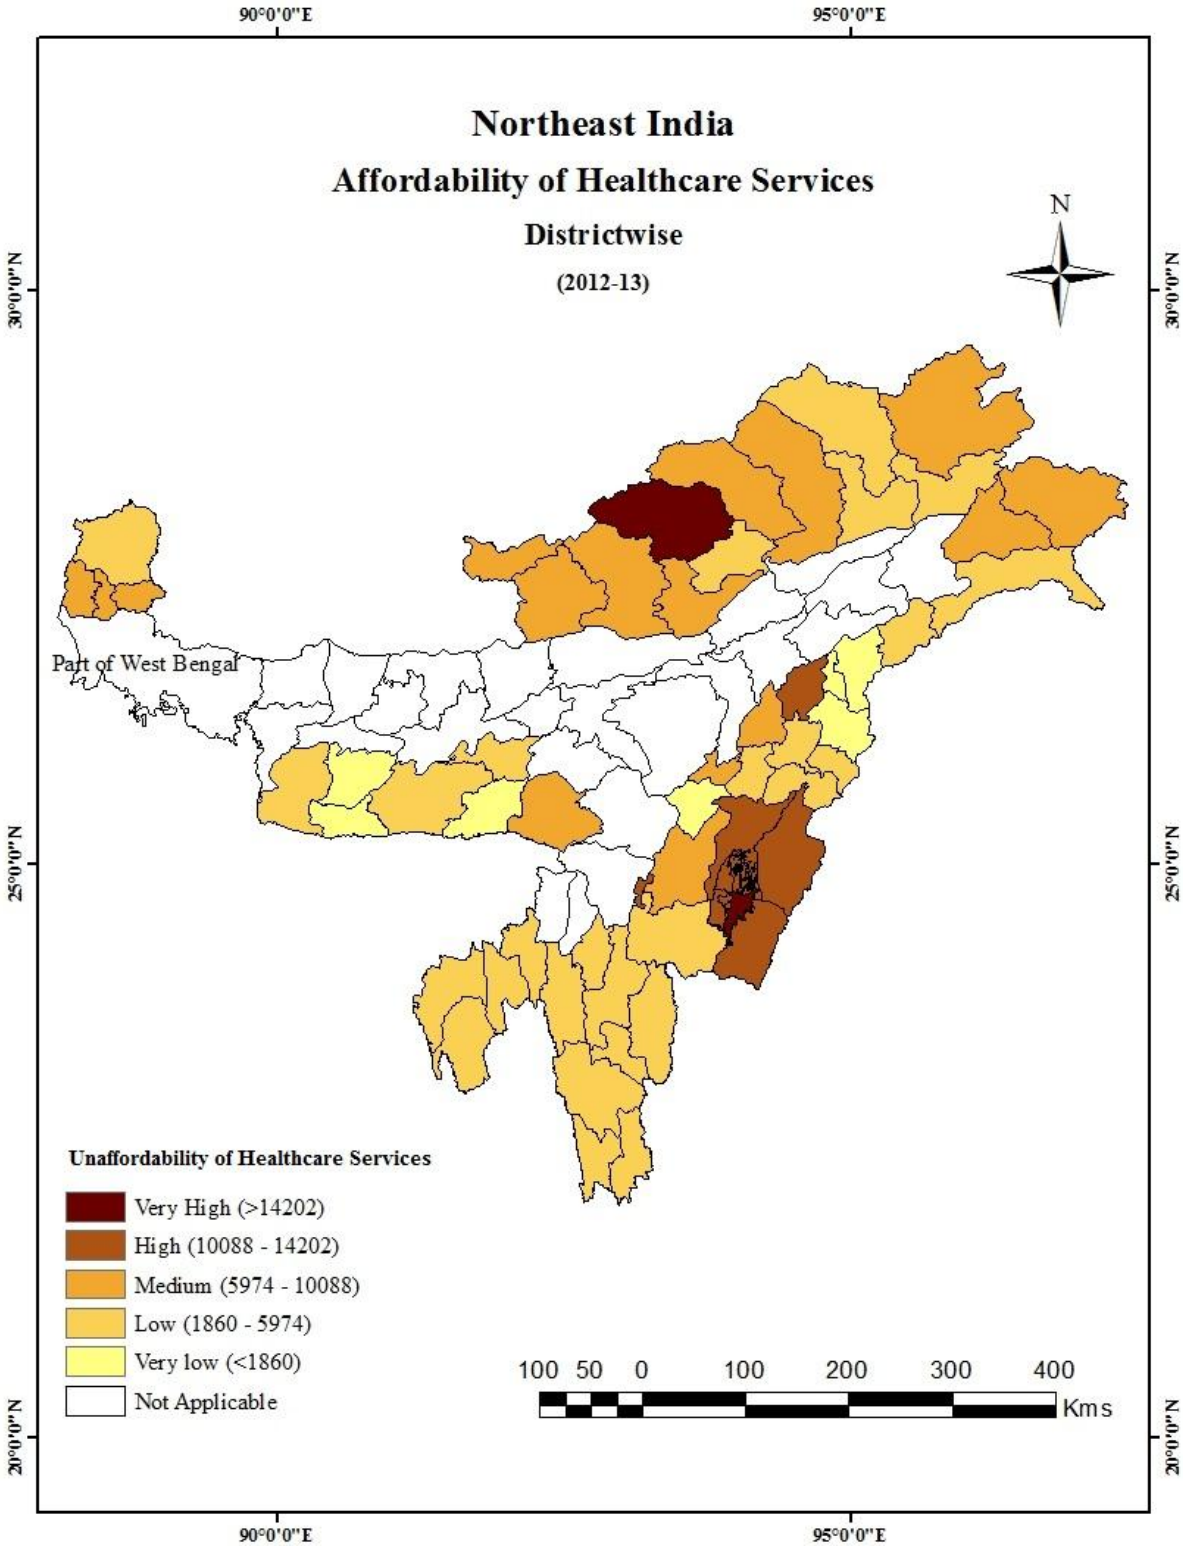 90°0'0"E 95°0'0"E
Northeast India
Affordability of Healthcare Services
Districtwise
(2012-13)
N
30°0'0"N 30°0'0"N
Part of West Bengal
25°0'0"N 25°0'0"N
Unaffordability of Healthcare Services
Very High (>14202)
High (10088 - 14202)
Medium (5974 - 10088)
Low (1860 - 5974)
Very low (<1860)
Not Applicable
100 50 0 100 200 300 400
Kms
20°0'0"N 20°0'0"N
90°0'0"E 95°0'0"E